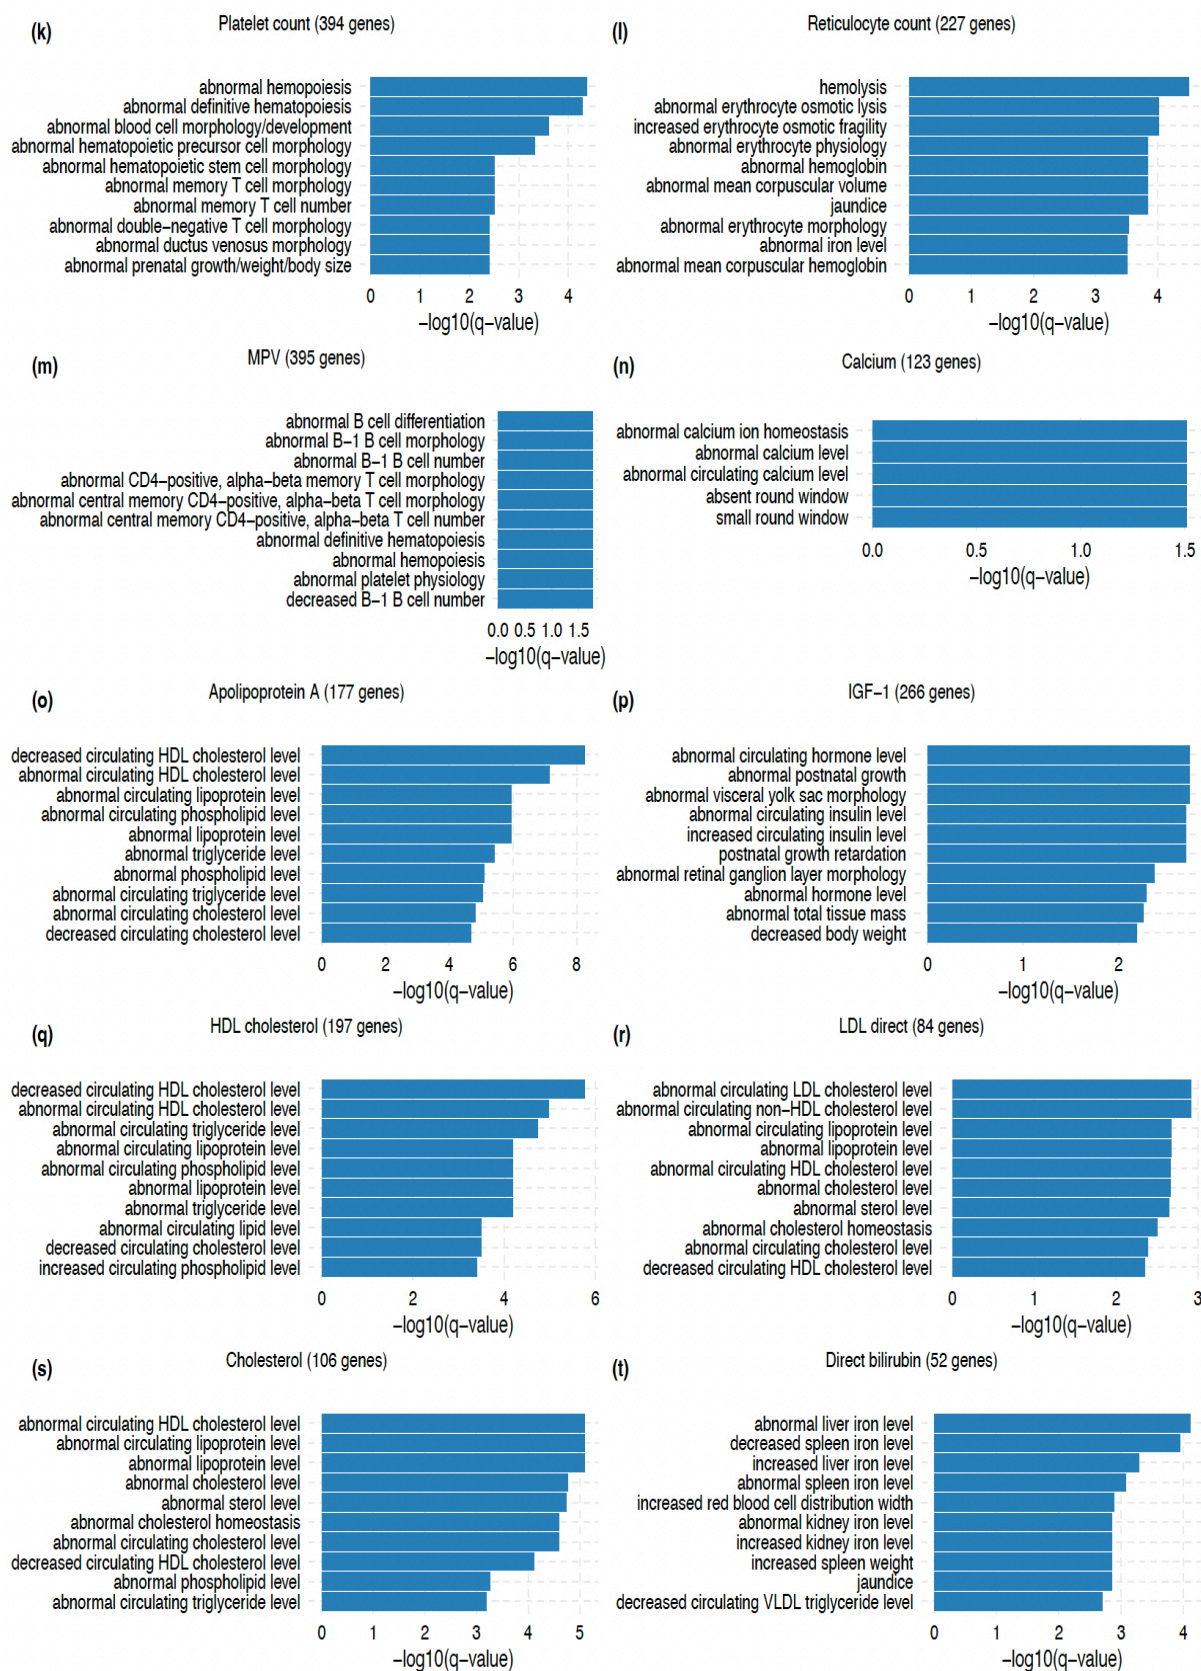 (k)
Platelet count (394 genes)
abnormal hemopoiesis
abnormal definitive hematopoiesis
abnormal blood cell morphology/development
abnormal hematopoietic precursor cell morphology
abnormal hematopoietic stem cell morphology
abnormal memory T cell morphology
abnormal memory T cell number
abnormal double−negative T cell morphology
abnormal ductus venosus morphology
abnormal prenatal growth/weight/body size
0 1 2 3 4
−log10(q−value)
(l)
Reticulocyte count (227 genes)
hemolysis
abnormal erythrocyte osmotic lysis
increased erythrocyte osmotic fragility
abnormal erythrocyte physiology
abnormal hemoglobin
abnormal mean corpuscular volume
jaundice
abnormal erythrocyte morphology
abnormal iron level
abnormal mean corpuscular hemoglobin
0 1 2 3 4
−log10(q−value)
(m)
MPV (395 genes)
abnormal B cell differentiation
abnormal B−1 B cell morphology
abnormal B−1 B cell number
abnormal CD4−positive, alpha−beta memory T cell morphology
abnormal central memory CD4−positive, alpha−beta T cell morphology
abnormal central memory CD4−positive, alpha−beta T cell number
abnormal definitive hematopoiesis
abnormal hemopoiesis
abnormal platelet physiology
decreased B−1 B cell number
0.0 0.5 1.0 1.5
−log10(q−value)
(n)
Calcium (123 genes)
abnormal calcium ion homeostasis
abnormal calcium level
abnormal circulating calcium level
absent round window
small round window
0.0 0.5 1.0 1.5
−log10(q−value)
(o)
Apolipoprotein A (177 genes)
decreased circulating HDL cholesterol level
abnormal circulating HDL cholesterol level
abnormal circulating lipoprotein level
abnormal circulating phospholipid level
abnormal lipoprotein level
abnormal triglyceride level
abnormal phospholipid level
abnormal circulating triglyceride level
abnormal circulating cholesterol level
decreased circulating cholesterol level
0 2 4 6 8
−log10(q−value)
(p)
IGF−1 (266 genes)
abnormal circulating hormone level
abnormal postnatal growth
abnormal visceral yolk sac morphology
abnormal circulating insulin level
increased circulating insulin level
postnatal growth retardation
abnormal retinal ganglion layer morphology
abnormal hormone level
abnormal total tissue mass
decreased body weight
0 1 2
−log10(q−value)
(q)
HDL cholesterol (197 genes)
decreased circulating HDL cholesterol level
abnormal circulating HDL cholesterol level
abnormal circulating triglyceride level
abnormal circulating lipoprotein level
abnormal circulating phospholipid level
abnormal lipoprotein level
abnormal triglyceride level
abnormal circulating lipid level
decreased circulating cholesterol level
increased circulating phospholipid level
0 2 4 6
−log10(q−value)
(r)
LDL direct (84 genes)
abnormal circulating LDL cholesterol level
abnormal circulating non−HDL cholesterol level
abnormal circulating lipoprotein level
abnormal lipoprotein level
abnormal circulating HDL cholesterol level
abnormal cholesterol level
abnormal sterol level
abnormal cholesterol homeostasis
abnormal circulating cholesterol level
decreased circulating HDL cholesterol level
0 1 2 3
−log10(q−value)
(s)
Cholesterol (106 genes)
abnormal circulating HDL cholesterol level
abnormal circulating lipoprotein level
abnormal lipoprotein level
abnormal cholesterol level
abnormal sterol level
abnormal cholesterol homeostasis
abnormal circulating cholesterol level
decreased circulating HDL cholesterol level
abnormal phospholipid level
abnormal circulating triglyceride level
0 1 2 3 4 5
−log10(q−value)
(t)
Direct bilirubin (52 genes)
abnormal liver iron level
decreased spleen iron level
increased liver iron level
abnormal spleen iron level
increased red blood cell distribution width
abnormal kidney iron level
increased kidney iron level
increased spleen weight
jaundice
decreased circulating VLDL triglyceride level
0 1 2 3 4
−log10(q−value)